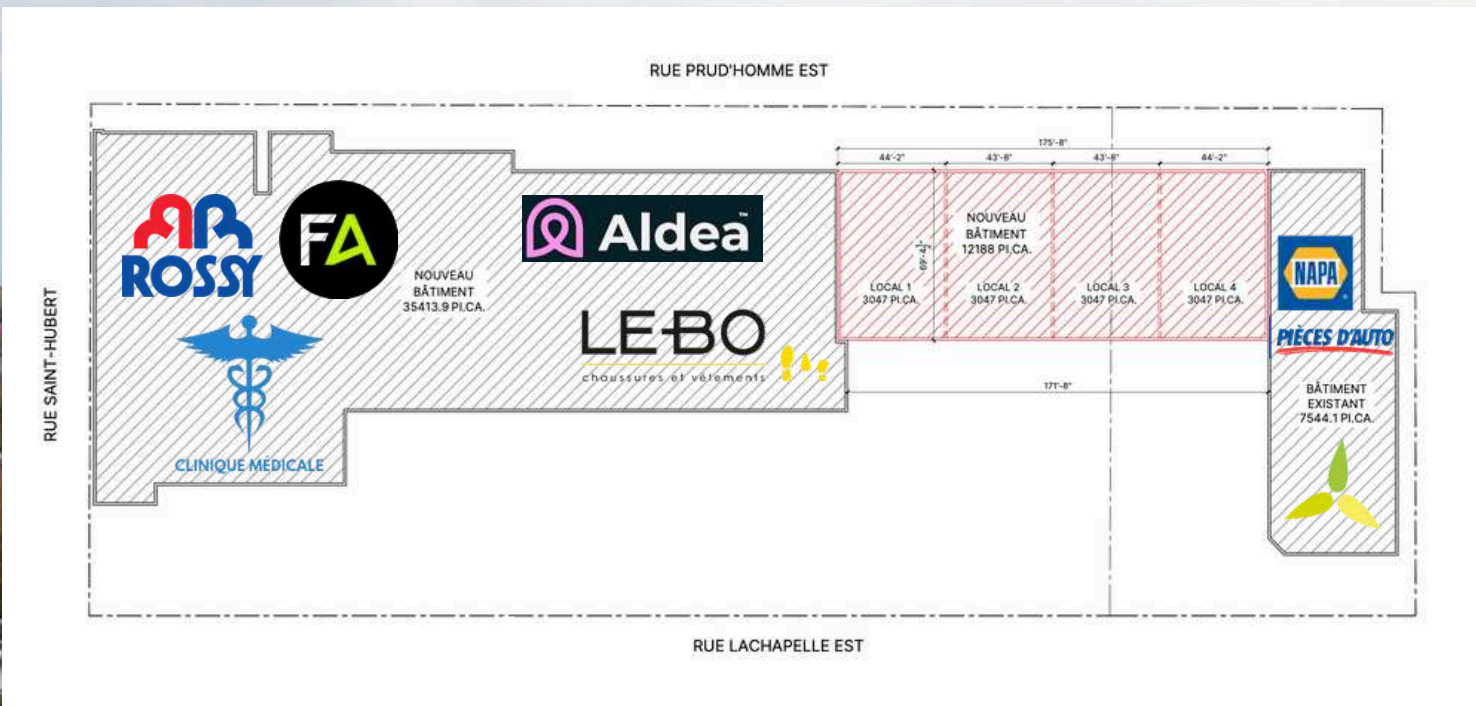 RUE PRUD'HOMME EST
175'-8"
44'-2"
43'-8"
43'-8"
44'-2"
RUE SAINT-HUBERT
AR
ROSSY
FA
Aldea™
NOUVEAU
BÂTIMENT
35413.9 PI.CA.
LE-BO
chaussures et vêtements
CLINIQUE MÉDICALE
NOUVEAU
BÂTIMENT
12188 PI.CA.
LOCAL 1
3047 PI.CA.
LOCAL 2
3047 PI.CA.
LOCAL 3
3047 PI.CA.
LOCAL 4
3047 PI.CA.
171'-8"
NAPA
PIÈCES D'AUTO
BÂTIMENT
EXISTANT
7544.1 PI.CA.
RUE LACHAPELLE EST